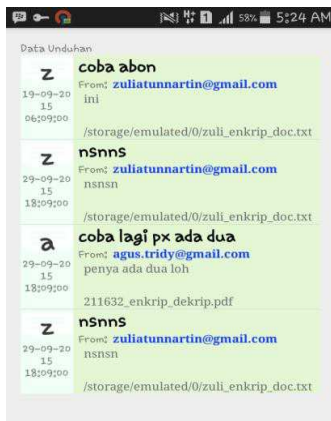 58% 5:24 AM
Data Unduhan
z
coba abon
From: zuliatunnartin@gmail.com
19-09-20
15
06:09:00
ini
/storage/emulated/0/zuli_enkrip_doc.txt
z
nsnns
From: zuliatunnartin@gmail.com
29-09-20
15
18:09:00
nsnsn
/storage/emulated/0/zuli_enkrip_doc.txt
a
coba lagi px ada dua
From: agus.tridy@gmail.com
29-09-20
15
18:09:00
penya ada dua loh
211632_enkrip_dekrip.pdf
z
nsnns
From: zuliatunnartin@gmail.com
29-09-20
15
18:09:00
nsnsn
/storage/emulated/0/zuli_enkrip_doc.txt